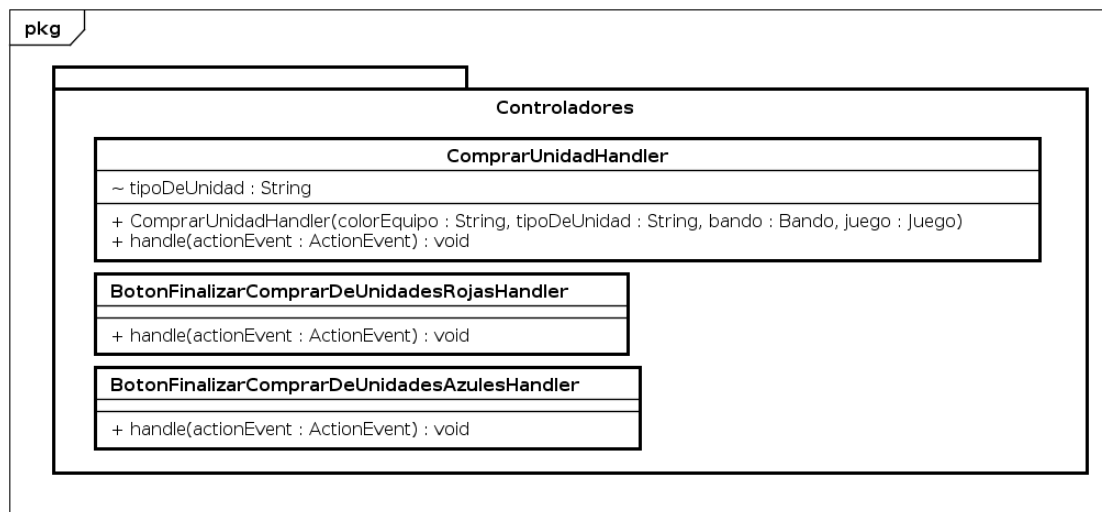 pkg
Controladores
ComprarUnidadHandler
~ tipoDeUnidad : String
+ ComprarUnidadHandler(colorEquipo : String, tipoDeUnidad : String, bando : Bando, juego : Juego)
+ handle(actionEvent : ActionEvent) : void
BotonFinalizarComprarDeUnidadesRojasHandler
+ handle(actionEvent : ActionEvent) : void
BotonFinalizarComprarDeUnidadesAzulesHandler
+ handle(actionEvent : ActionEvent) : void